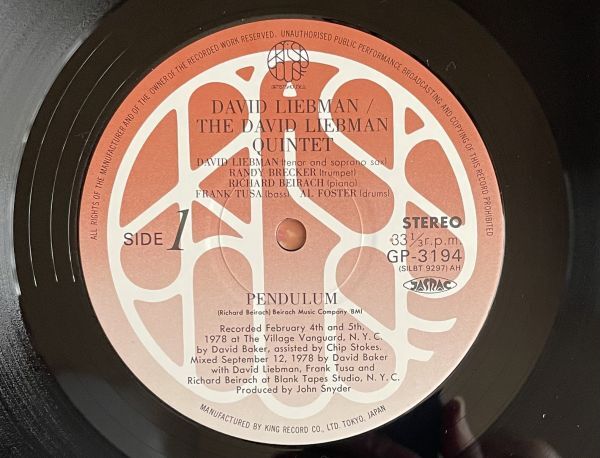 ALL RIGHTS OF THE MANUFACTURER AND OF THE OWNER OF THE RECORDED WORK RESERVED. UNAUTHORISED PUBLIC PERFORMANCE BROADCASTING AND COPYING OF THIS RECORD PROHIBITED
DAVID LIEBMAN /
THE DAVID LIEBMAN
QUINTET
DAVID LIEBMAN (tenor and soprano sax)
RANDY BRECKER (trumpet)
RICHARD BEIRACH (piano)
FRANK TUSA (bass) AL FOSTER (drums)
SIDE 1
STEREO
33 1/3 r.p.m.
GP-3194
(SILBT 9297) AH
JASRAC
PENDULUM
(Richard Beirach) Beirach Music Company BMI
Recorded February 4th and 5th,
1978 at The Village Vanguard, N.Y.C.
by David Baker, assisted by Chip Stokes.
Mixed September 12, 1978 by David Baker
with David Liebman, Frank Tusa and
Richard Beirach at Blank Tapes Studio, N.Y.C.
Produced by John Snyder
MANUFACTURED BY KING RECORD CO., LTD. TOKYO, JAPAN